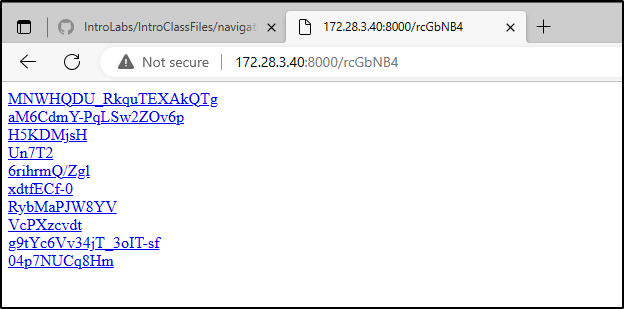 IntroLabs/IntroClassFiles/navigat
172.28.3.40:8000/rcGbNB4
Not secure
172.28.3.40:8000/rcGbNB4
MNWHQDU_RkquTEXAkQTg
aM6CdmY-PqLSw2ZOv6p
H5KDMjsH
Un7T2
6rihrmQ/Zgl
xdtfECf-0
RybMaPJW8YV
VcPXzcvdt
g9tYc6Vv34jT_3oIT-sf
04p7NUCq8Hm